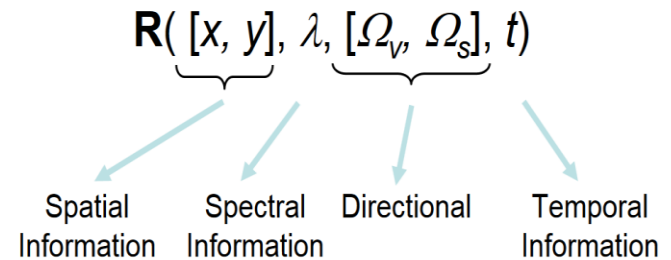 R( [x, y], λ, [Ωv, Ωs], t)
Spatial Spectral Directional Temporal
Information Information Information